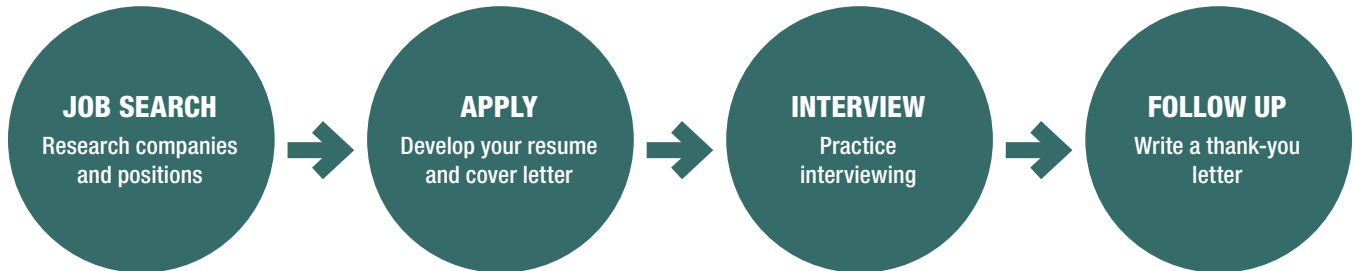 JOB SEARCH
Research companies
and positions
APPLY
Develop your resume
and cover letter
INTERVIEW
Practice
interviewing
FOLLOW UP
Write a thank-you
letter